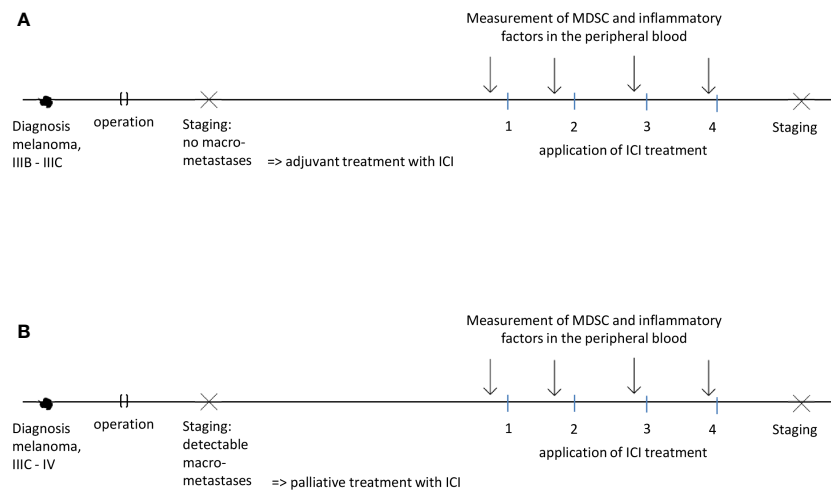 A
Measurement of MDSC and inflammatory
factors in the peripheral blood
Diagnosis
melanoma,
IIIB - IIIC
operation
Staging:
no macro-
metastases
=> adjuvant treatment with ICI
1
2
3
4
application of ICI treatment
Staging
B
Measurement of MDSC and inflammatory
factors in the peripheral blood
Diagnosis
melanoma,
IIIC - IV
operation
Staging:
detectable
macro-
metastases
=> palliative treatment with ICI
1
2
3
4
application of ICI treatment
Staging